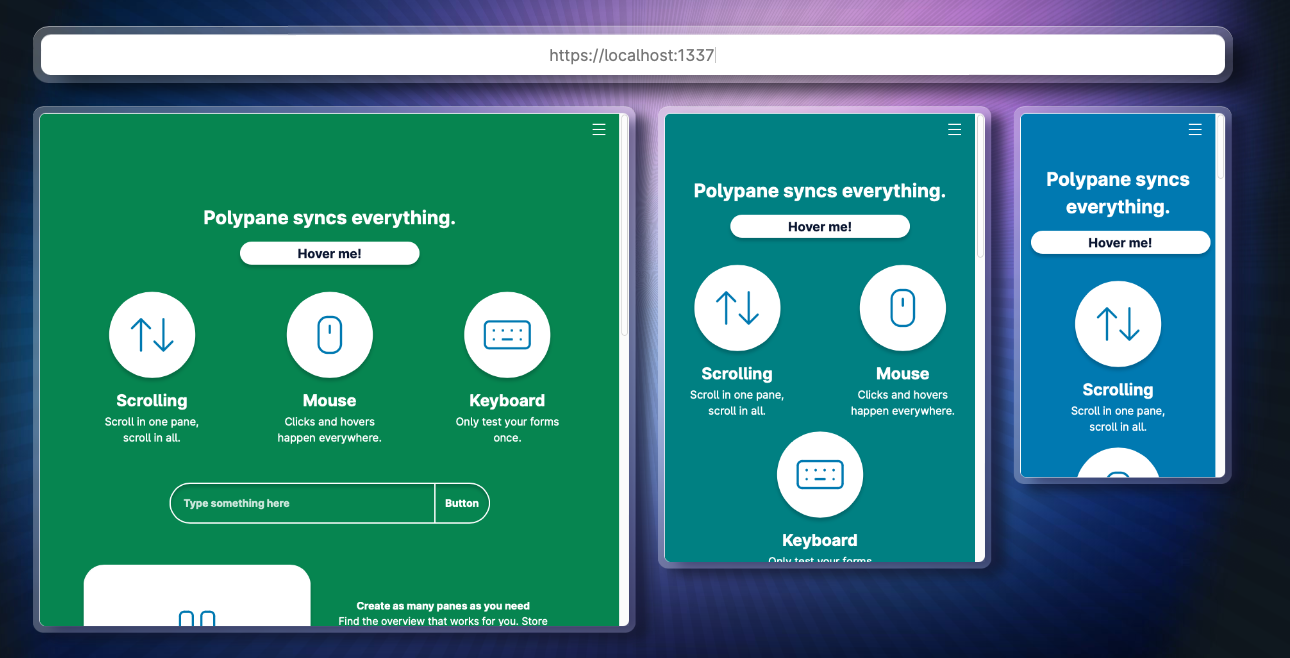 https://localhost:1337
Polypane syncs everything.
Hover me!
Scrolling
Scroll in one pane,
scroll in all.
Mouse
Clicks and hovers
happen everywhere.
Keyboard
Only test your forms
once.
Type something here
Button
Create as many panes as you need
Find the overview that works for you. Store
Polypane syncs everything.
Hover me!
Scrolling
Scroll in one pane,
scroll in all.
Mouse
Clicks and hovers
happen everywhere.
Keyboard
Only test your forms
Polypane syncs
everything.
Hover me!
Scrolling
Scroll in one pane,
scroll in all.